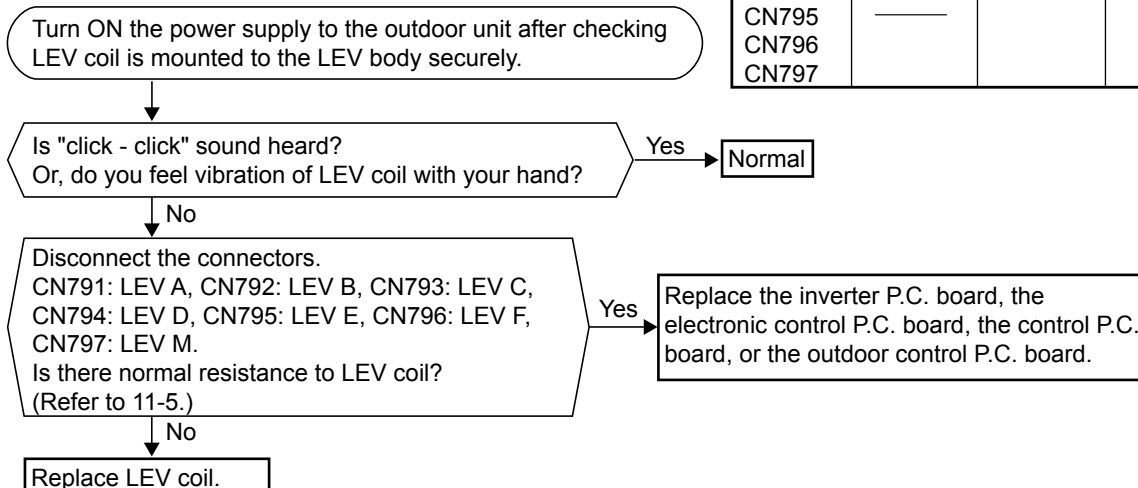 Turn ON the power supply to the outdoor unit after checking
LEV coil is mounted to the LEV body securely.
CN795
CN796
CN797
Is "click - click" sound heard?
Or, do you feel vibration of LEV coil with your hand?
Yes
Normal
No
Disconnect the connectors.
CN791: LEV A, CN792: LEV B, CN793: LEV C,
CN794: LEV D, CN795: LEV E, CN796: LEV F,
CN797: LEV M.
Is there normal resistance to LEV coil?
(Refer to 11-5.)
Yes
Replace the inverter P.C. board, the
electronic control P.C. board, the control P.C.
board, or the outdoor control P.C. board.
No
Replace LEV coil.